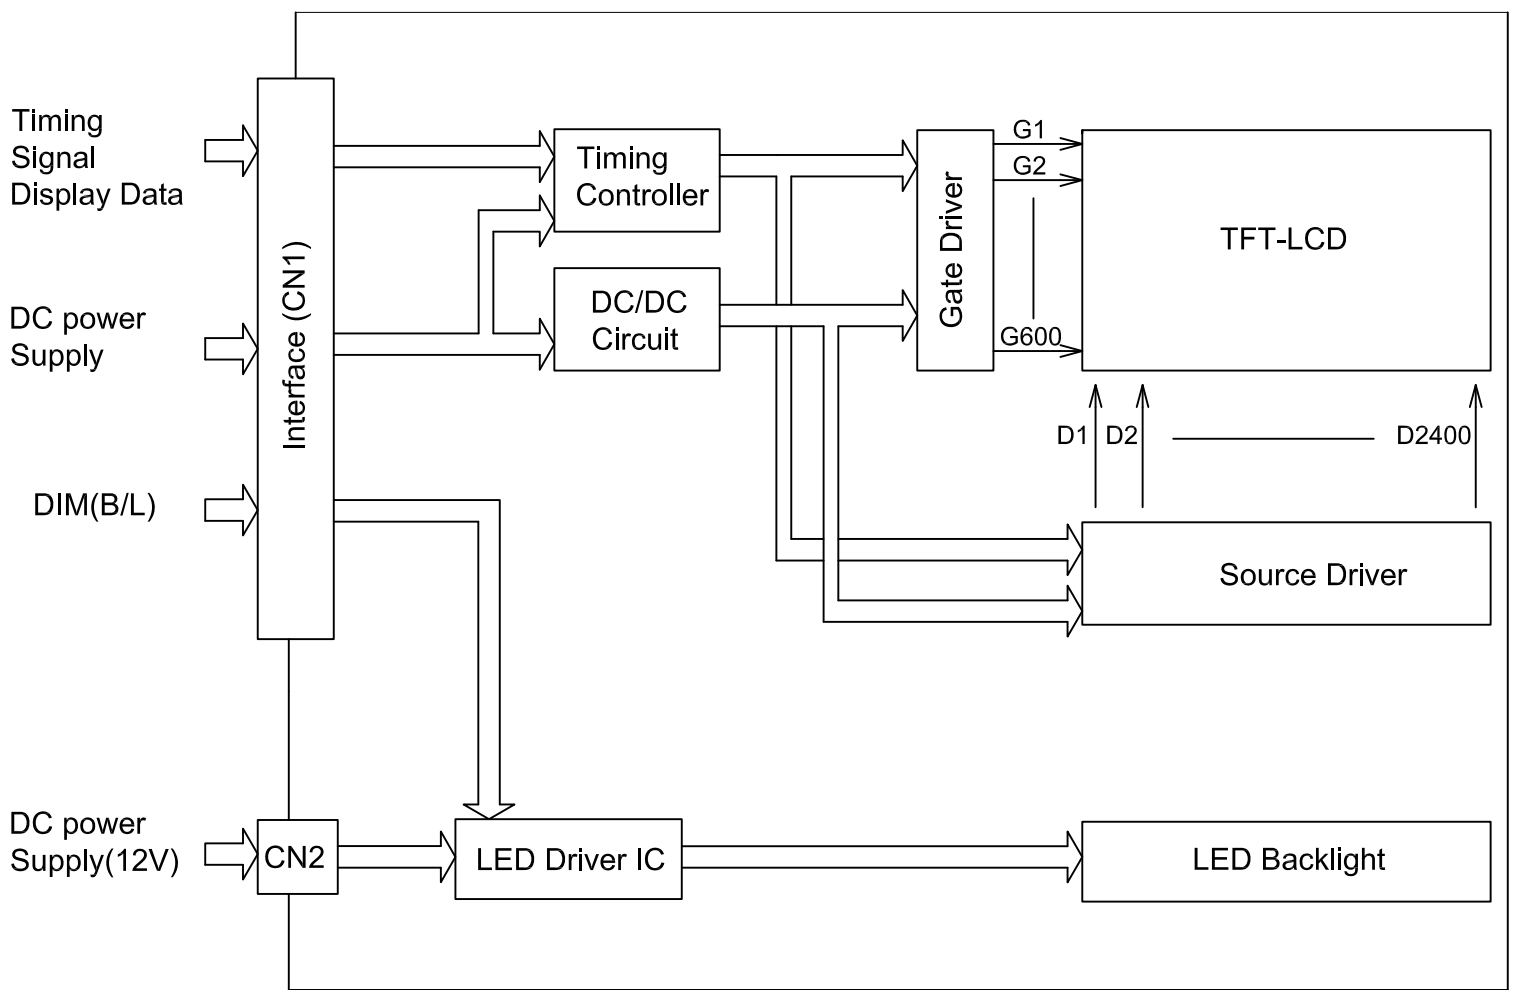 Timing
Signal
Display Data
DC power
Supply
DIM(B/L)
DC power
Supply(12V)
Interface (CN1)
CN2
Timing
Controller
DC/DC
Circuit
LED Driver IC
Gate Driver
G1
G2
G600
TFT-LCD
D1
D2
D2400
Source Driver
LED Backlight